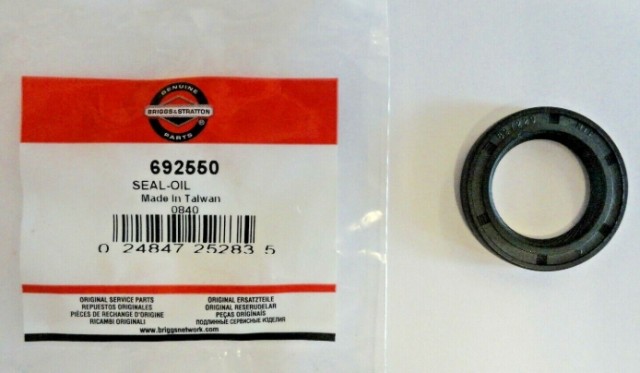 GENUINE
BRIGGS & STRATTON
PARTS
692550
SEAL-OIL
Made in Taiwan
0840
0 24847 25283 5
ORIGINAL SERVICE PARTS
REPUESTOS ORIGINALES
PIÈCES DE RECHANGE D'ORIGINE
RICAMBI ORIGINALI
ORIGINAL ERSATZTEILE
ORIGINAL RESERVDELAR
PEÇAS ORIGINAIS
ПОДЛИННЫЕ СЕРВИСНЫЕ ИЗДЕЛИЯ
www.briggsnetwork.com